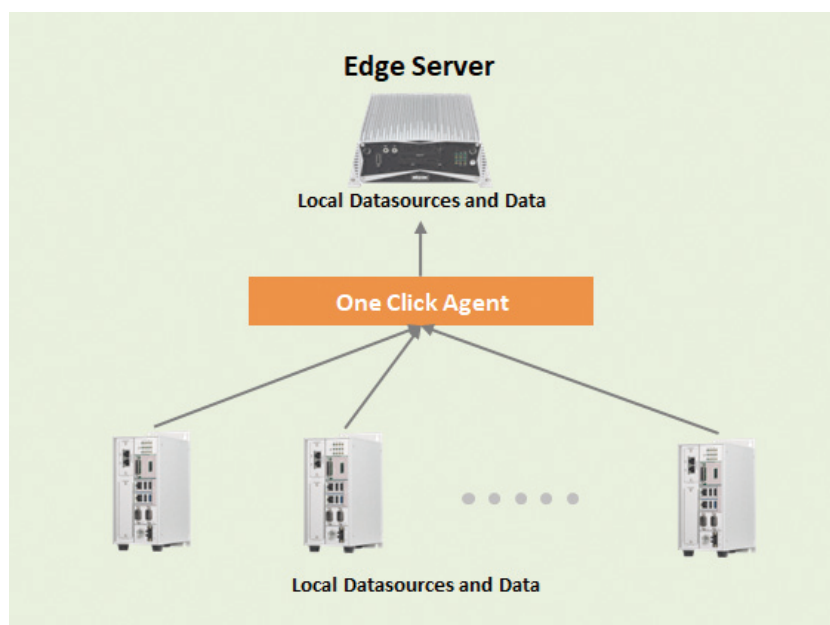 Edge Server
Local Datasources and Data
One Click Agent
Local Datasources and Data